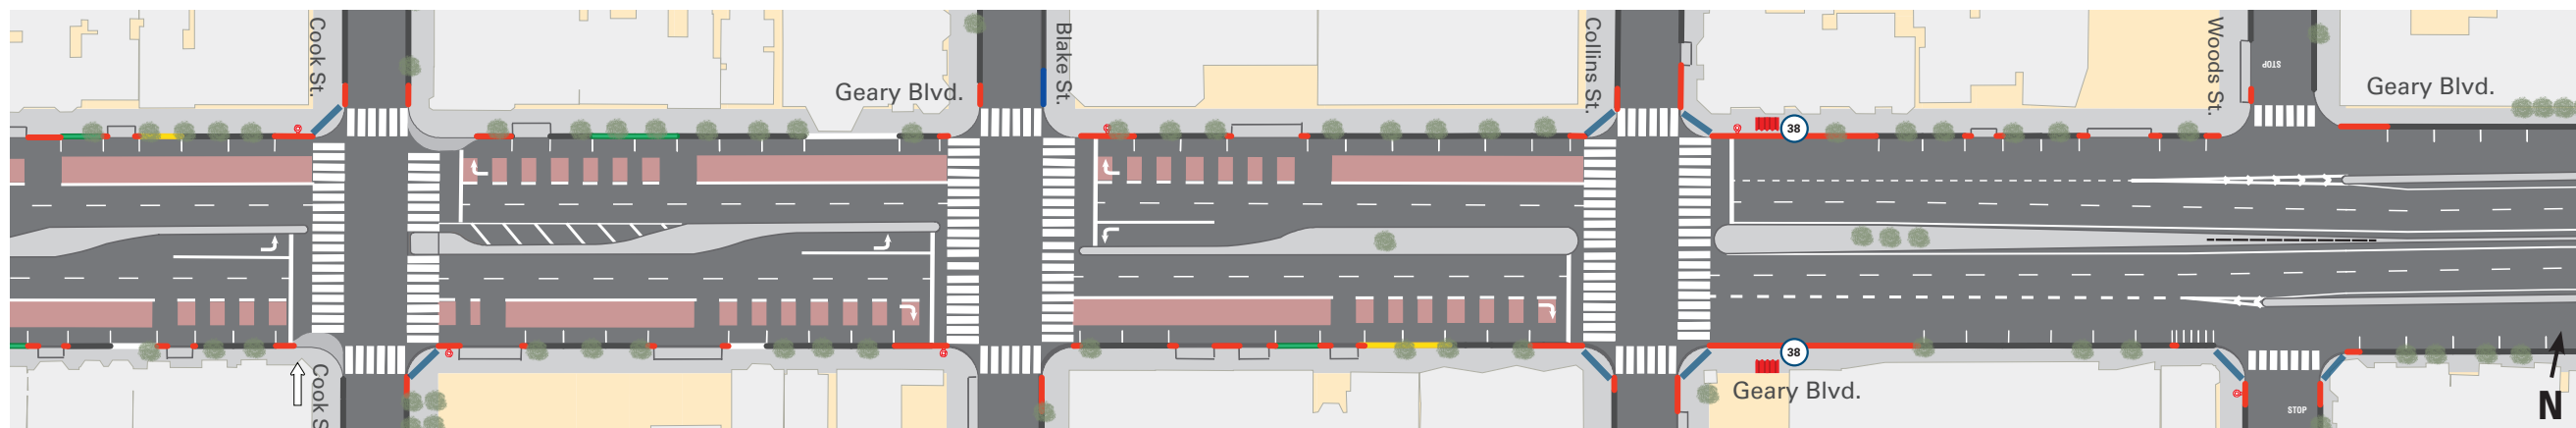 Cook St.
Blake St.
Collins St.
Woods St.
STOP
Geary Blvd.
Geary Blvd.
38
38
Geary Blvd.
Cook S
STOP
N